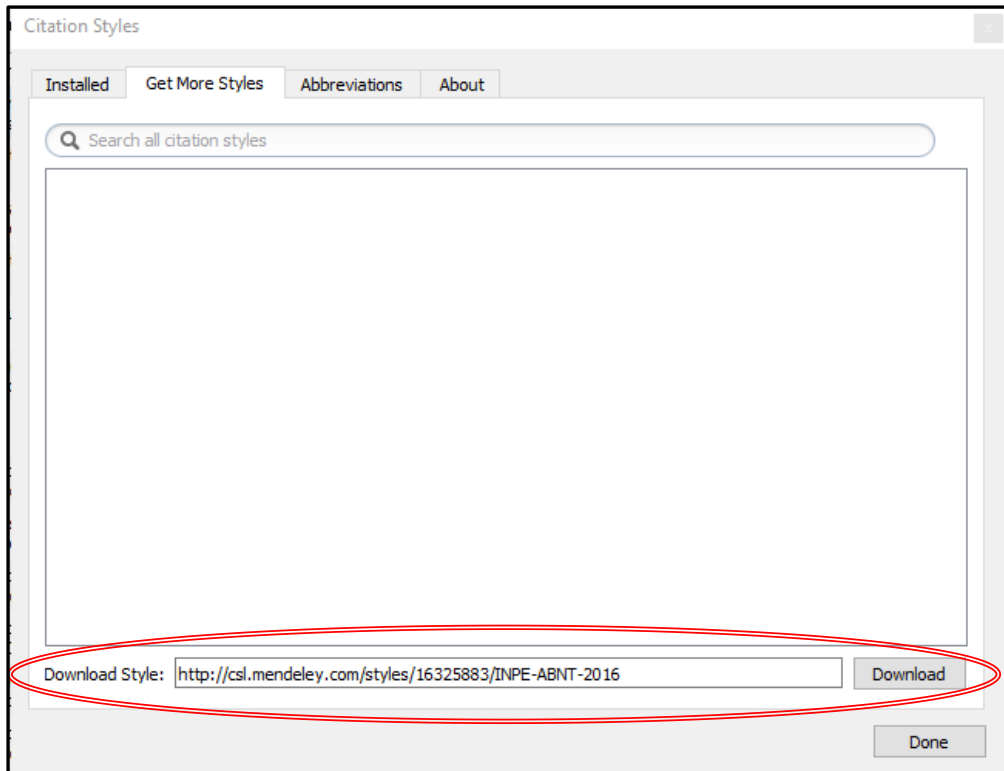 Citation Styles
Installed Get More Styles Abbreviations About
Search all citation styles
Download Style: http://csl.mendeley.com/styles/16325883/INPE-ABNT-2016 Download
Done